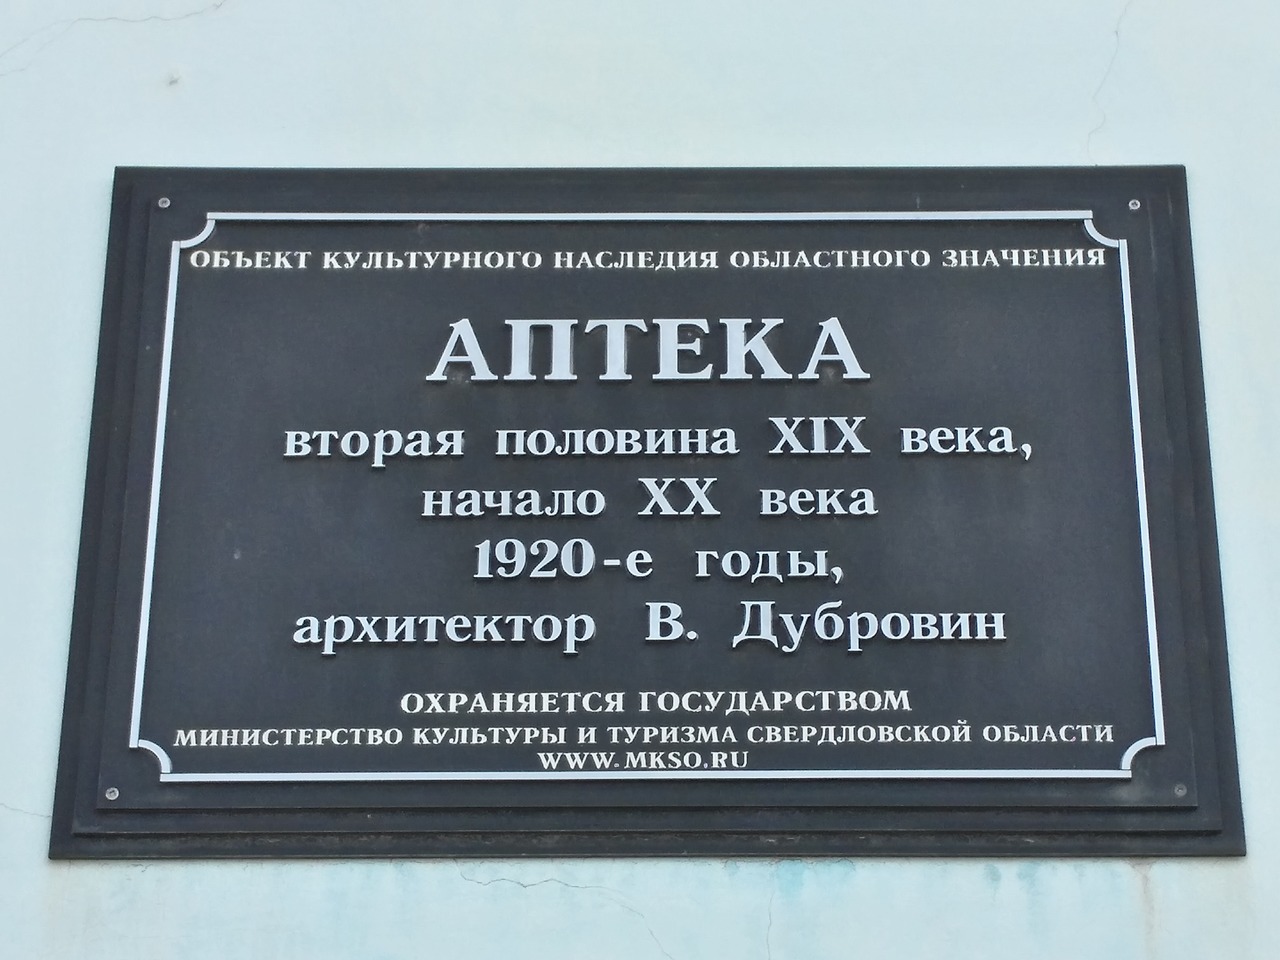 ОБЪЕКТ КУЛЬТУРНОГО НАСЛЕДИЯ ОБЛАСТНОГО ЗНАЧЕНИЯ
АПТЕКА
вторая половина XIX века,
начало XX века
1920-е годы,
архитектор В. Дубровин
ОХРАНЯЕТСЯ ГОСУДАРСТВОМ
МИНИСТЕРСТВО КУЛЬТУРЫ И ТУРИЗМА СВЕРДЛОВСКОЙ ОБЛАСТИ
WWW.MKSO.RU